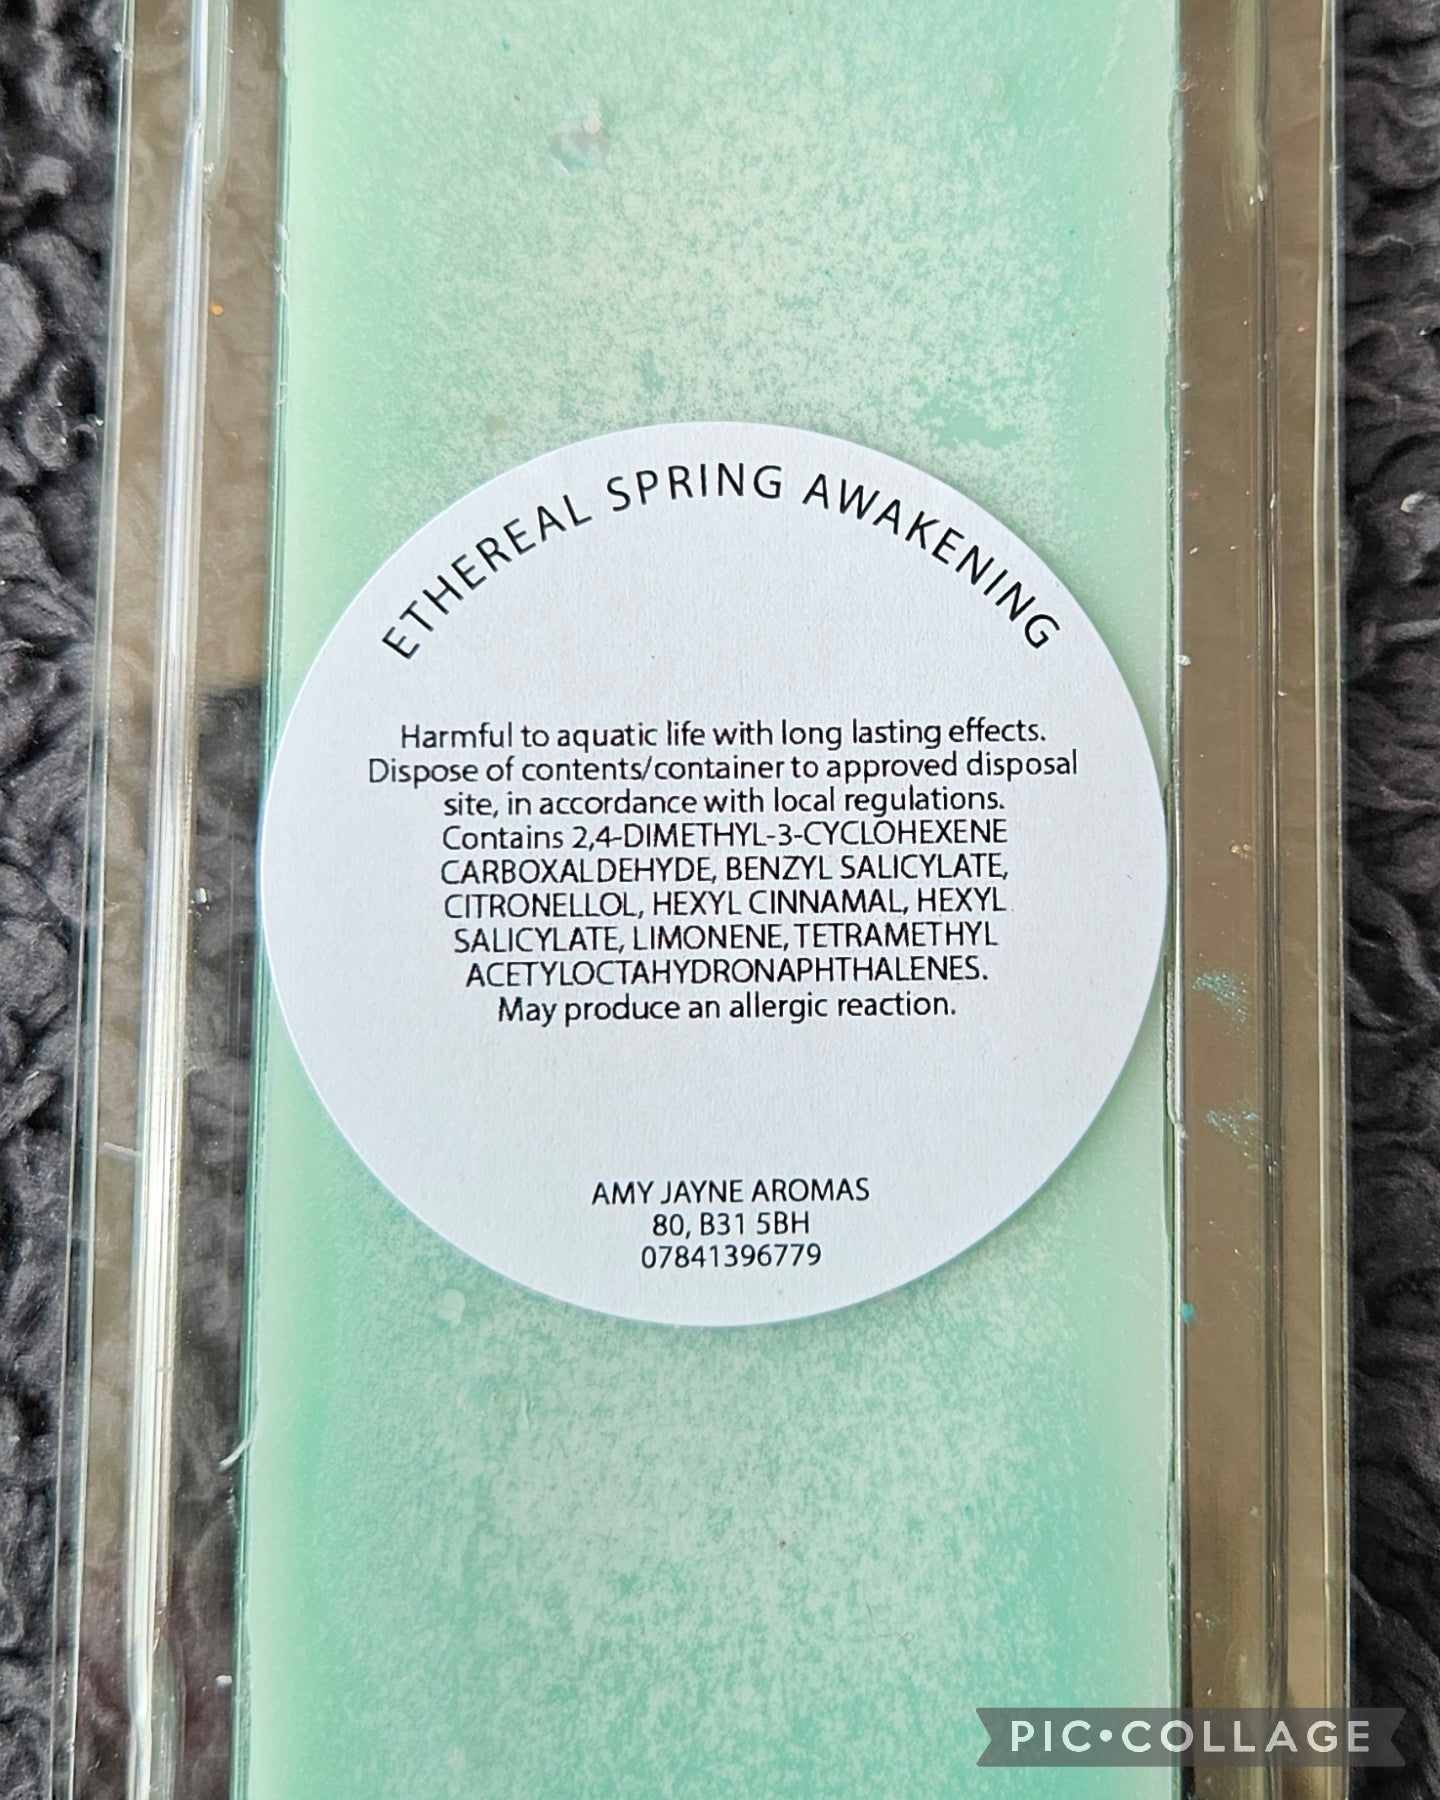 ETHEREAL SPRING AWAKENING
Harmful to aquatic life with long lasting effects.
Dispose of contents/container to approved disposal
site, in accordance with local regulations.
Contains 2,4-DIMETHYL-3-CYCLOHEXENE
CARBOXALDEHYDE, BENZYL SALICYLATE,
CITRONELLOL, HEXYL CINNAMAL, HEXYL
SALICYLATE, LIMONENE, TETRAMETHYL
ACETYLOCTAHYDRONAPHTHALENES.
May produce an allergic reaction.
AMY JAYNE AROMAS
80, B31 5BH
07841396779
PIC•COLLAGE